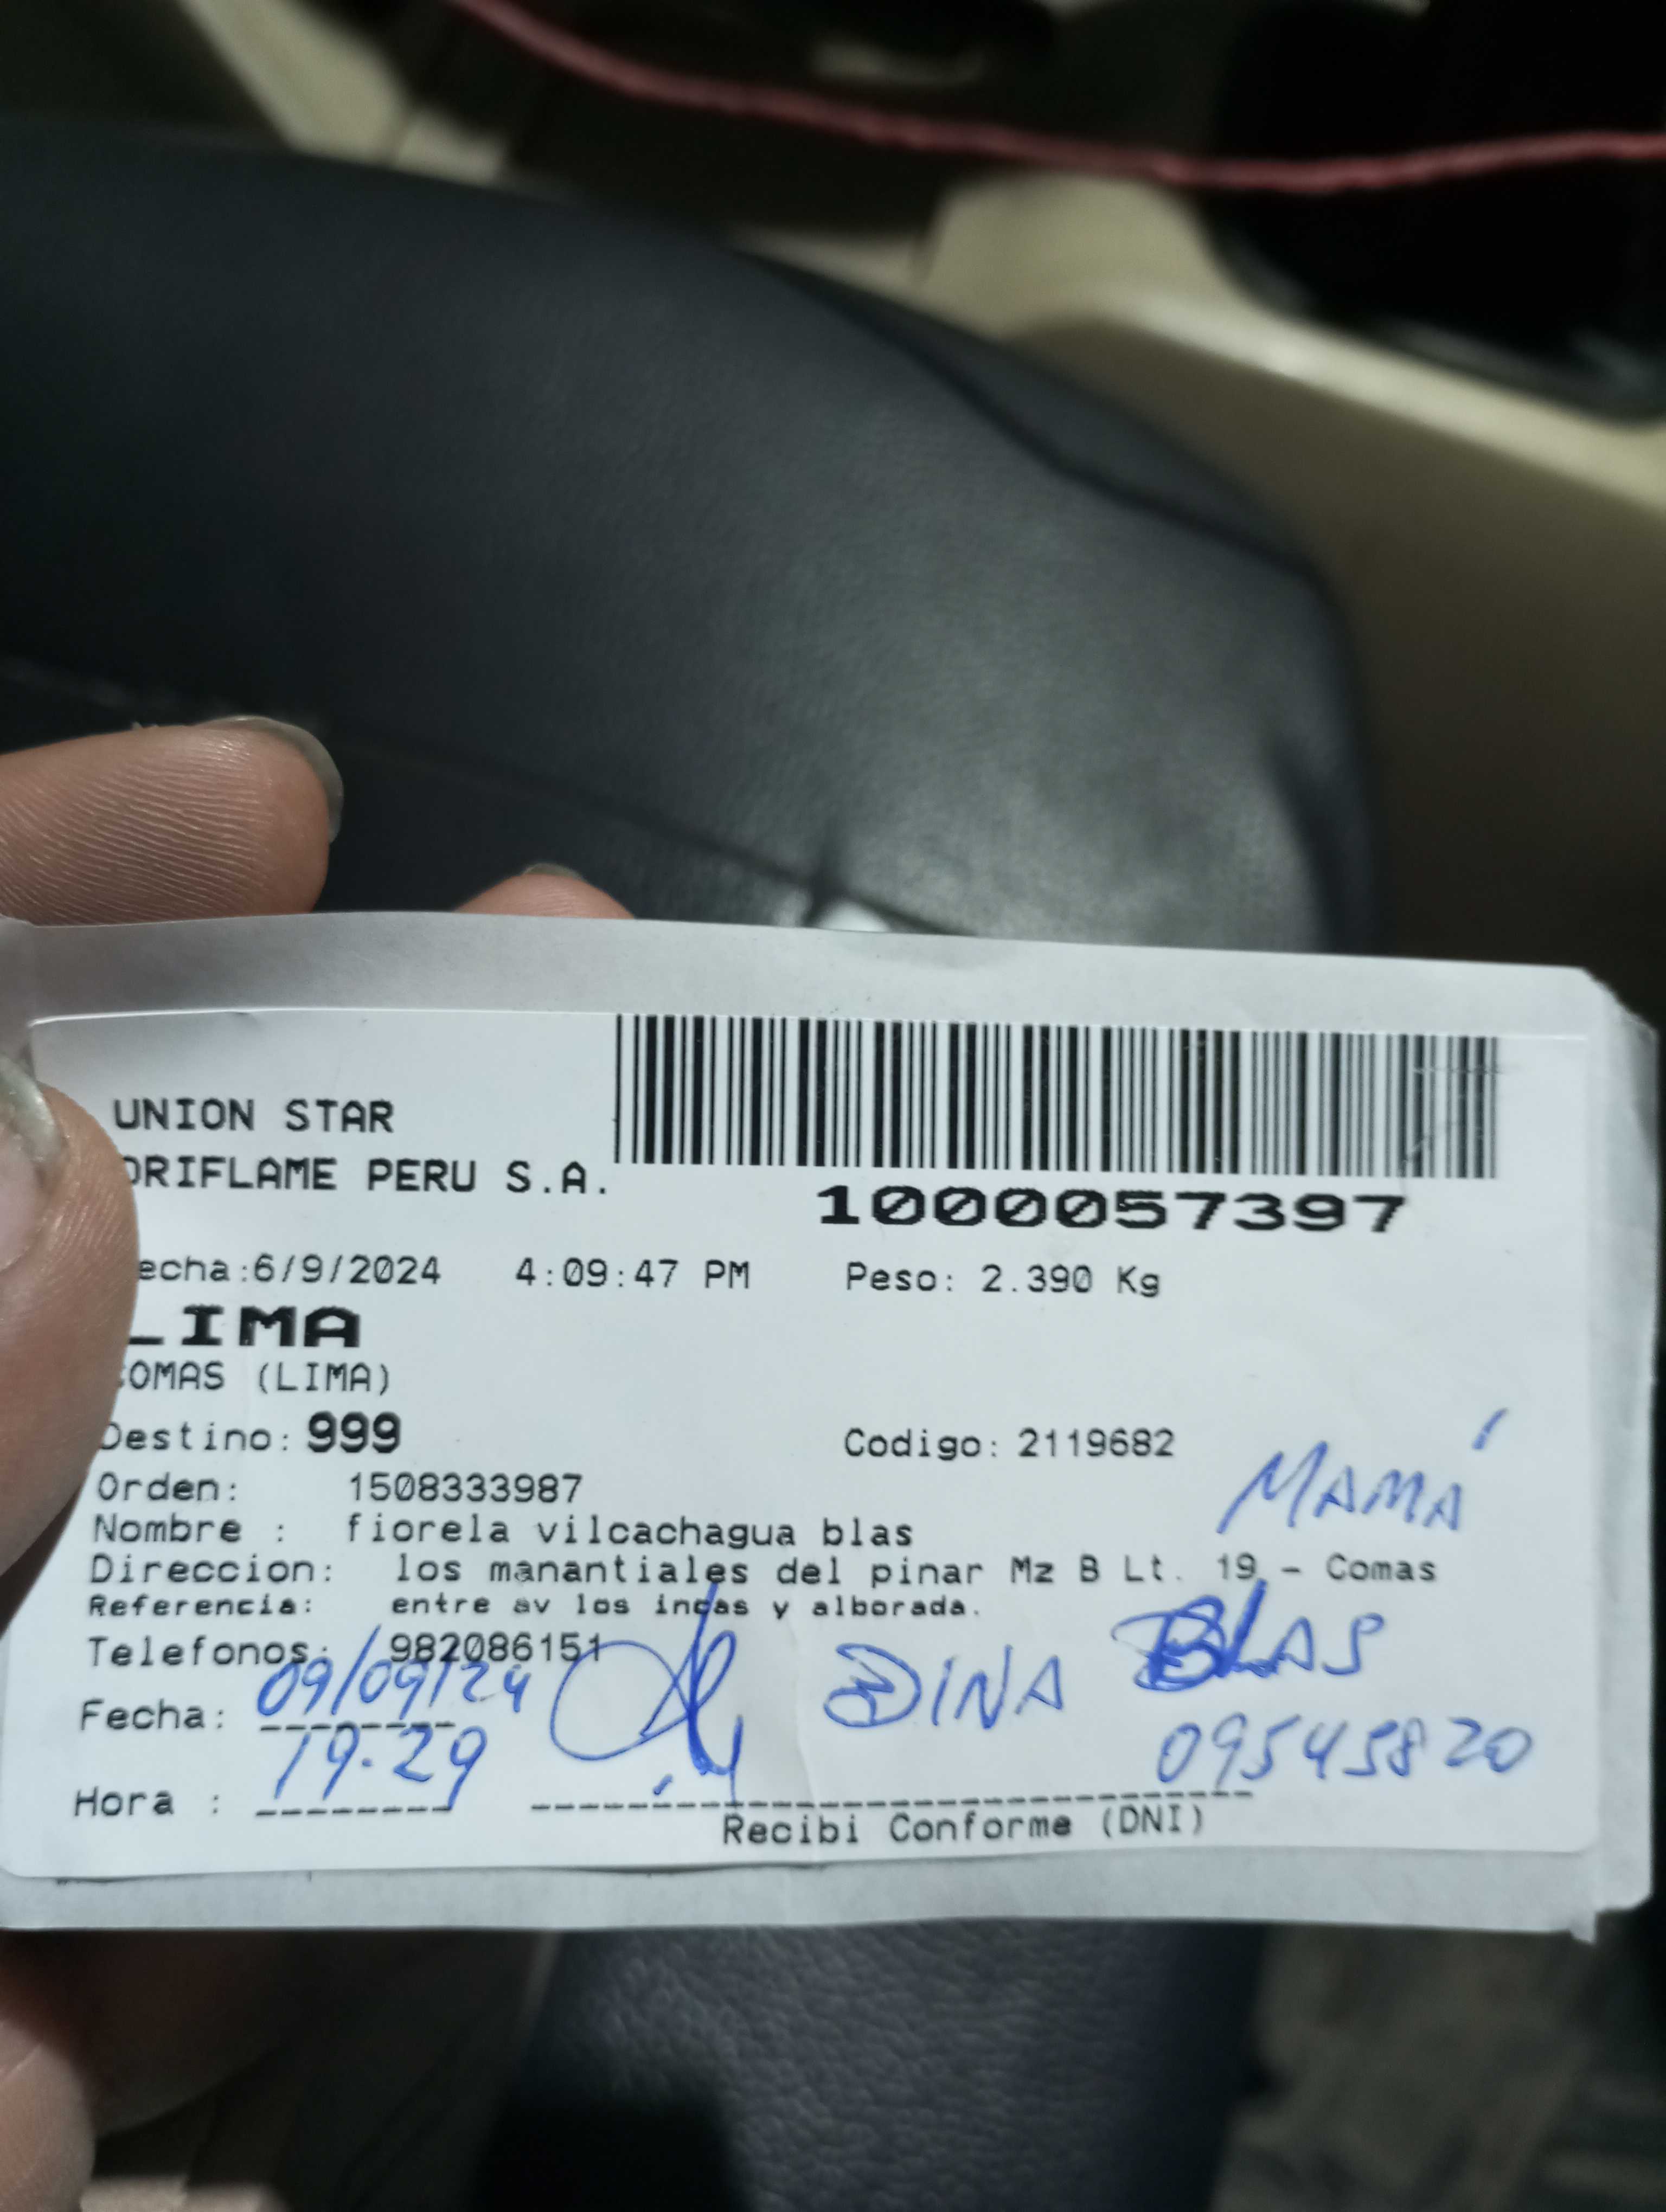 UNION STAR
ORIFLAME PERU S.A.
1000057397
echa:6/9/2024 4:09:47 PM Peso: 2.390 Kg
LIMA
COMAS (LIMA)
Destino: 999 Codigo: 2119682
MAMÁ
Orden: 1508333987
Nombre : fiorela vilcachagua blas
Direccion: los manantiales del pinar Mz B Lt. 19 - Comas
Referencia: entre av los incas y alborada.
Telefonos: 982086151
Fecha: 09/09/24 DINA BLAS
Hora : 19:29 09545820
Recibi Conforme (DNI)